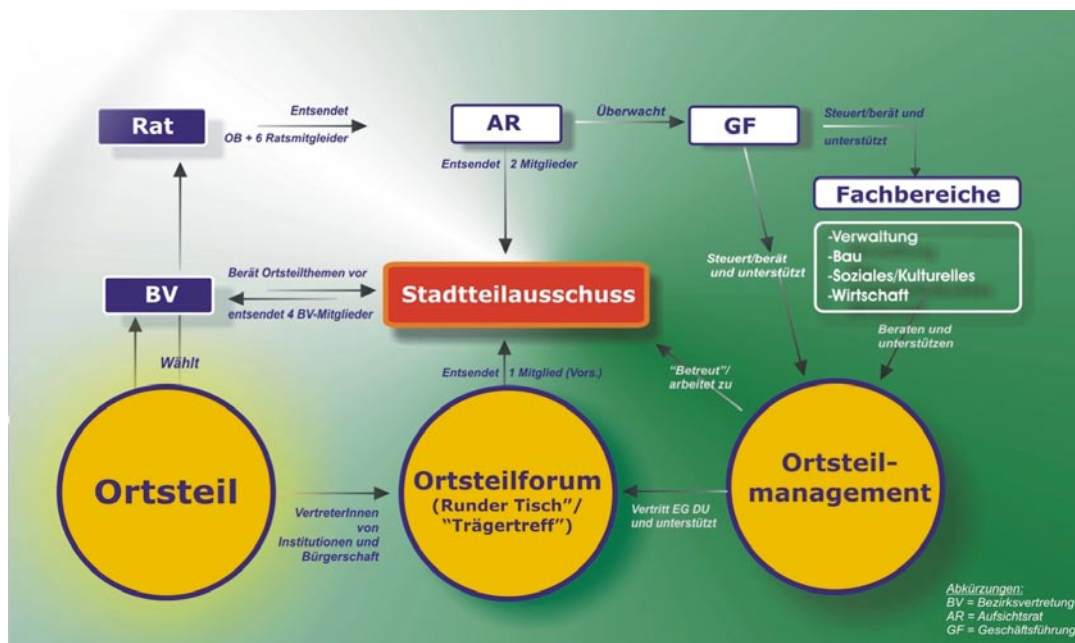 Rat
Entsendet
OB + 6 Ratsmitgleider
AR
Überwacht
GF
Steuert/berät und
unterstützt
Entsendet 2 Mitglieder
Fachbereiche
-Verwaltung
-Bau
-Soziales/Kulturelles
-Wirtschaft
BV
Berät Ortsteilthemen vor
entsendet 4 BV-Mitglieder
Stadtteilausschuss
Steuert/berät
und unterstützt
Beraten und
unterstützen
Wählt
Entsendet 1 Mitglied (Vors.)
"Betreut"/
arbeitet zu
Ortsteil
Ortsteilforum
(Runder Tisch"/
"Trägertreff")
Ortsteil-
management
VertreterInnen
von
Institutionen und
Bürgerschaft
Vertritt EG DU
und unterstützt
Abkürzungen:
BV = Bezirksvertretung
AR = Aufsichtsrat
GF = Geschäftsführung